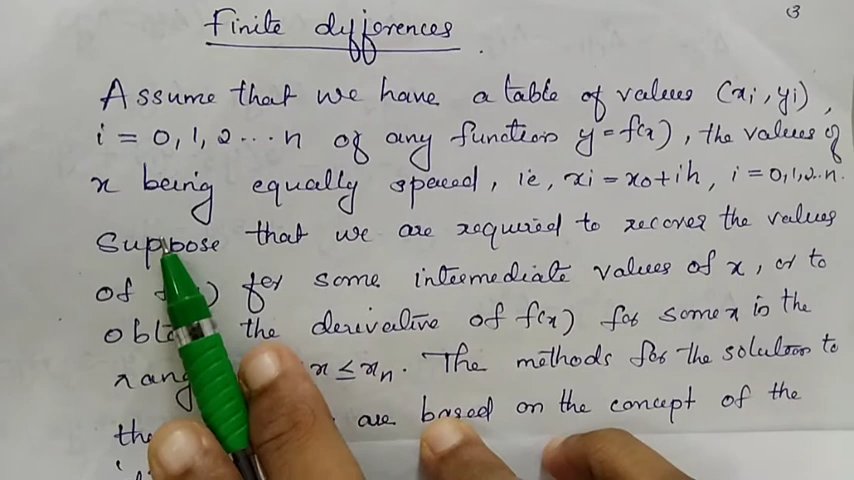 3
Finite differences.
Assume that we have a table of values (xi, yi),
i = 0, 1, 2 ... n of any function y = f(x), the values of
x being equally spaced, ie, xi = x0 + ih, i = 0,1,2..n.
Suppose that we are required to recover the values
of for some intermediate values of x, or to
the derivative of f(x) for some x in the
x ≤ xn. The methods for the solution to
are based on the concept of the